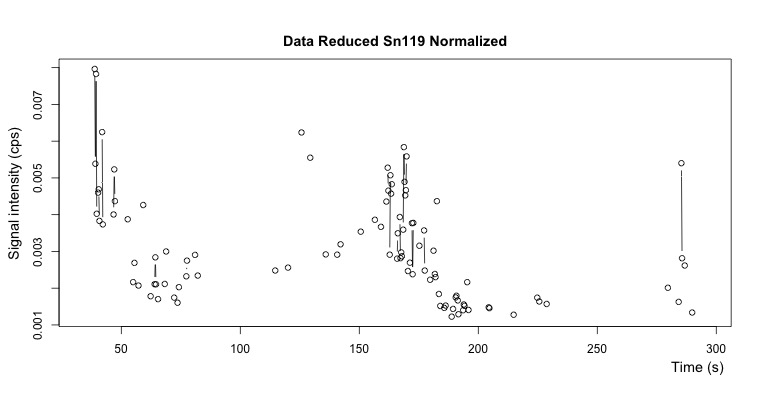 Data Reduced Sn119 Normalized
Signal intensity (cps)
0.007
0.005
0.003
0.001
50 100 150 200 250 300
Time (s)